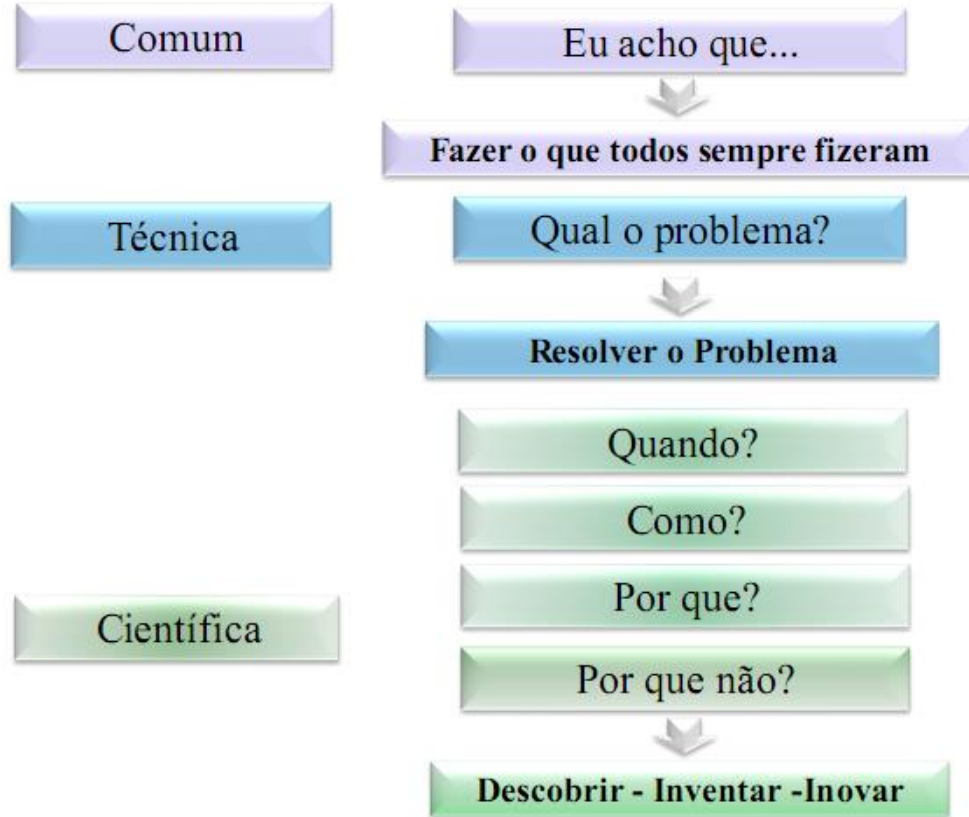 Comum
Eu acho que...
Fazer o que todos sempre fizeram
Técnica
Qual o problema?
Resolver o Problema
Quando?
Como?
Por que?
Científica
Por que não?
Descobrir - Inventar -Inovar